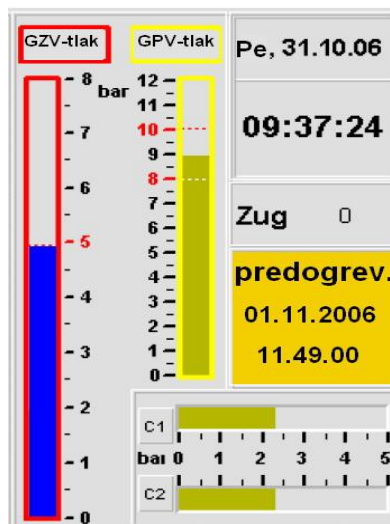 GZV-tlak
GPV-tlak
bar
8
7
6
5
4
3
2
1
0
12
11
10
9
8
7
6
5
4
3
2
1
0
Pe, 31.10.06
09:37:24
Zug 0
predogrev.
01.11.2006
11.49.00
C1
bar 0 1 2 3 4 5
C2